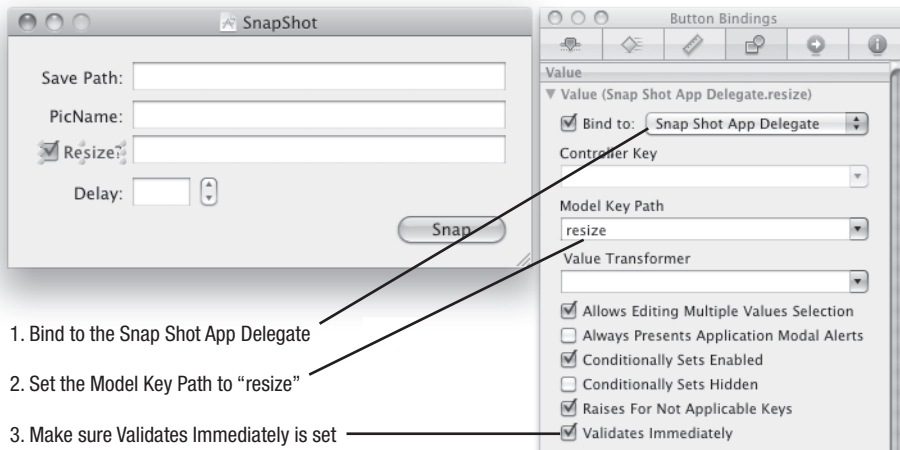 SnapShot
Save Path:
PicName:
Resize?
Delay:
Snap
1. Bind to the Snap Shot App Delegate
2. Set the Model Key Path to “resize”
3. Make sure Validates Immediately is set
Button Bindings
Value
Value (Snap Shot App Delegate.resize)
Bind to: Snap Shot App Delegate
Controller Key
Model Key Path
resize
Value Transformer
Allows Editing Multiple Values Selection
Always Presents Application Modal Alerts
Conditionally Sets Enabled
Conditionally Sets Hidden
Raises For Not Applicable Keys
Validates Immediately